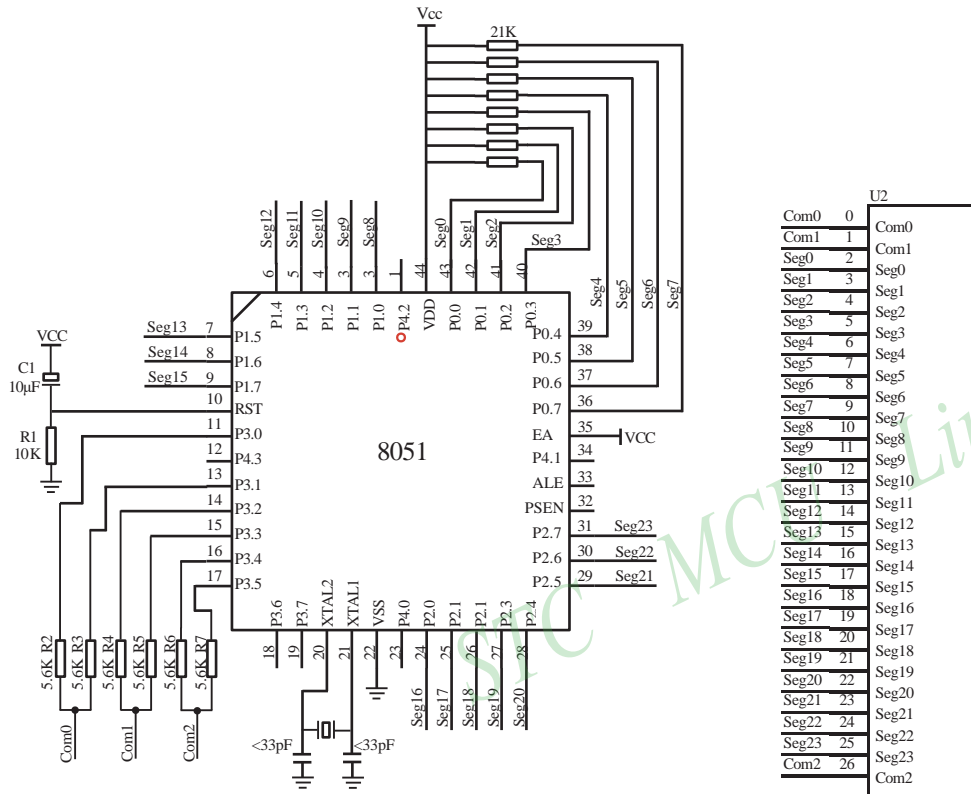 Vcc
21K
Seg12
Seg11
Seg10
Seg9
Seg8
Seg0
Seg1
Seg2
Seg3
Seg4
Seg5
Seg6
Seg7
6
5
4
3
3
1
44
43
42
41
40
P1.4
P1.3
P1.2
P1.1
P1.0
P4.2
VDD
P0.0
P0.1
P0.2
P0.3
VCC
C1
10µF
R1
10K
Seg13 7 P1.5
Seg14 8 P1.6
Seg15 9 P1.7
10 RST
11 P3.0
12 P4.3
13 P3.1
14 P3.2
15 P3.3
16 P3.4
17 P3.5
8051
P0.4 39
P0.5 38
P0.6 37
P0.7 36
EA 35 VCC
P4.1 34
ALE 33
PSEN 32
P2.7 31 Seg23
P2.6 30 Seg22
P2.5 29 Seg21
P3.6
P3.7
XTAL2
XTAL1
VSS
P4.0
P2.0
P2.1
P2.1
P2.3
P2.4
18
19
20
21
22
23
24
25
26
27
28
Seg16
Seg17
Seg18
Seg19
Seg20
5.6K R2
5.6K R3
5.6K R4
5.6K R5
5.6K R6
5.6K R7
Com0
Com1
Com2
<33pF
<33pF
U2
Com0 0 Com0
Com1 1 Com1
Seg0 2 Seg0
Seg1 3 Seg1
Seg2 4 Seg2
Seg3 5 Seg3
Seg4 6 Seg4
Seg5 7 Seg5
Seg6 8 Seg6
Seg7 9 Seg7
Seg8 10 Seg8
Seg9 11 Seg9
Seg10 12 Seg10
Seg11 13 Seg11
Seg12 14 Seg12
Seg13 15 Seg13
Seg14 16 Seg14
Seg15 17 Seg15
Seg16 18 Seg16
Seg17 19 Seg17
Seg18 20 Seg18
Seg19 21 Seg19
Seg20 22 Seg20
Seg21 23 Seg21
Seg22 24 Seg22
Seg23 25 Seg23
Com2 26 Com2
STC MCU